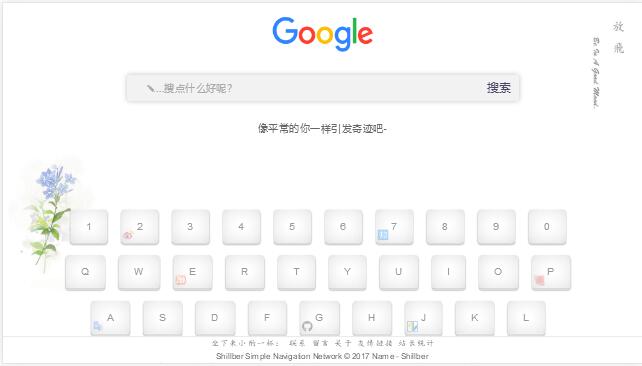 Google
放飛
Be In A Good Mood.
...搜点什么好呢?
搜索
像平常的你一样引发奇迹吧-
1 2 3 4 5 6 7 8 9 0
Q W E R T Y U I O P
A S D F G H J K L
坐下来小酌一杯: 联系 留言 关于 友情链接 站长统计
Shillber Simple Navigation Network © 2017 Name - Shillber